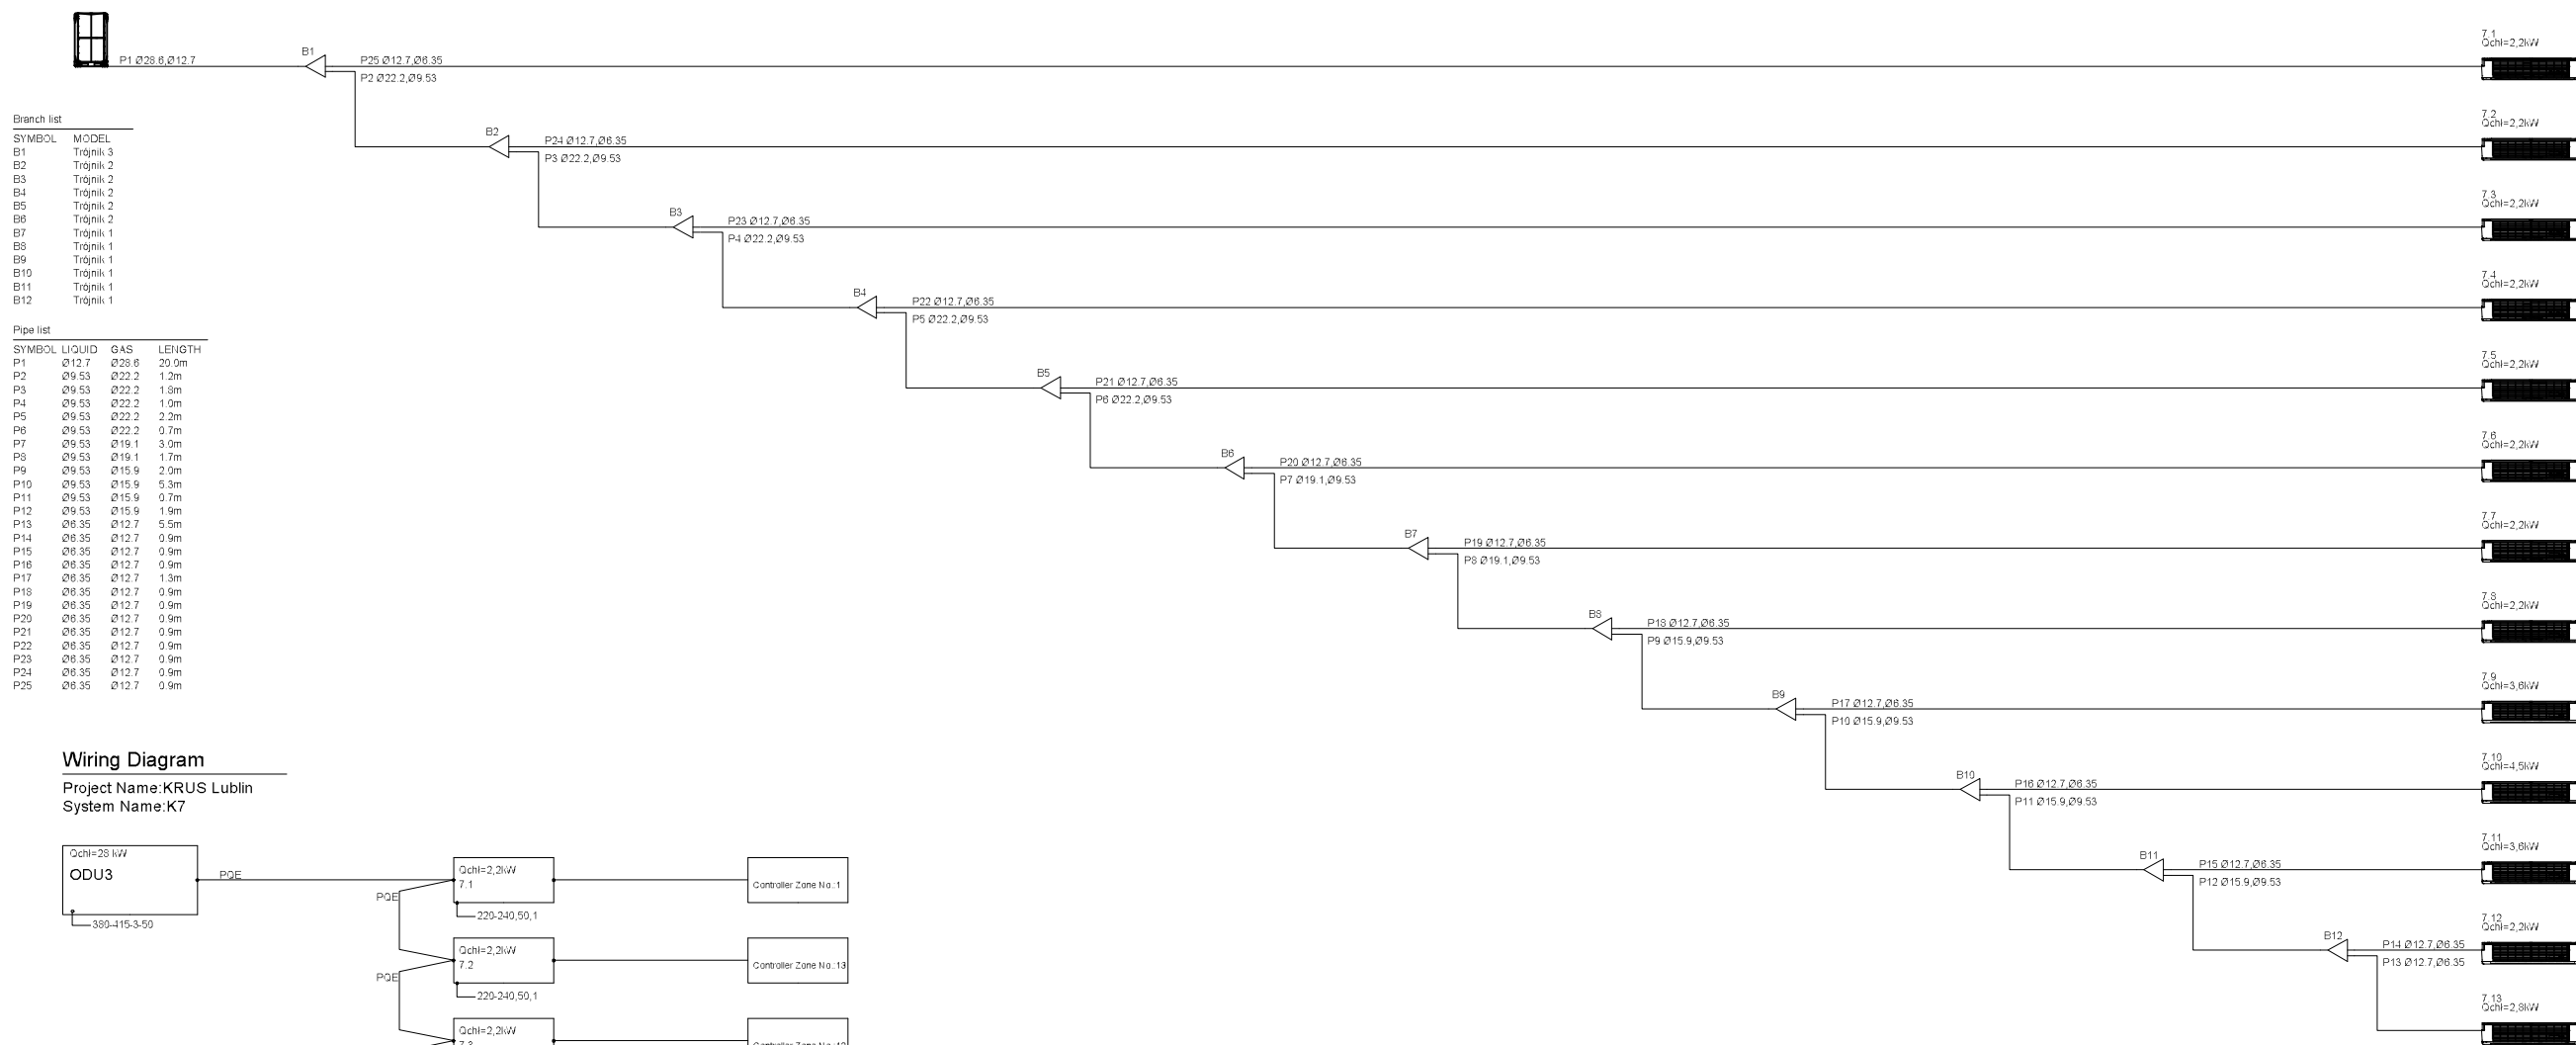 P1 Ø28.6,Ø12.7
B1
P25 Ø12.7,Ø6.35
P2 Ø22.2,Ø9.53
7.1
Qchł=2,2kW
B2
P24 Ø12.7,Ø6.35
P3 Ø22.2,Ø9.53
7.2
Qchł=2,2kW
B3
P23 Ø12.7,Ø6.35
P4 Ø22.2,Ø9.53
7.3
Qchł=2,2kW
B4
P22 Ø12.7,Ø6.35
P5 Ø22.2,Ø9.53
7.4
Qchł=2,2kW
B5
P21 Ø12.7,Ø6.35
P6 Ø22.2,Ø9.53
7.5
Qchł=2,2kW
B6
P20 Ø12.7,Ø6.35
P7 Ø19.1,Ø9.53
7.6
Qchł=2,2kW
B7
P19 Ø12.7,Ø6.35
P8 Ø19.1,Ø9.53
7.7
Qchł=2,2kW
B8
P18 Ø12.7,Ø6.35
P9 Ø15.9,Ø9.53
7.8
Qchł=2,2kW
B9
P17 Ø12.7,Ø6.35
P10 Ø15.9,Ø9.53
7.9
Qchł=3,6kW
B10
P16 Ø12.7,Ø6.35
P11 Ø15.9,Ø9.53
7.10
Qchł=4,5kW
B11
P15 Ø12.7,Ø6.35
P12 Ø15.9,Ø9.53
7.11
Qchł=3,6kW
B12
P14 Ø12.7,Ø6.35
P13 Ø12.7,Ø6.35
7.12
Qchł=2,2kW
7.13
Qchł=2,8kW
Branch list
SYMBOL MODEL
B1 Trójnik 3
B2 Trójnik 2
B3 Trójnik 2
B4 Trójnik 2
B5 Trójnik 2
B6 Trójnik 2
B7 Trójnik 1
B8 Trójnik 1
B9 Trójnik 1
B10 Trójnik 1
B11 Trójnik 1
B12 Trójnik 1
Pipe list
SYMBOL LIQUID GAS LENGTH
P1 Ø12.7 Ø28.6 20.0m
P2 Ø9.53 Ø22.2 1.2m
P3 Ø9.53 Ø22.2 1.8m
P4 Ø9.53 Ø22.2 1.0m
P5 Ø9.53 Ø22.2 2.2m
P6 Ø9.53 Ø22.2 0.7m
P7 Ø9.53 Ø19.1 3.0m
P8 Ø9.53 Ø19.1 1.7m
P9 Ø9.53 Ø15.9 2.0m
P10 Ø9.53 Ø15.9 5.3m
P11 Ø9.53 Ø15.9 0.7m
P12 Ø9.53 Ø15.9 1.9m
P13 Ø6.35 Ø12.7 5.5m
P14 Ø6.35 Ø12.7 0.9m
P15 Ø6.35 Ø12.7 0.9m
P16 Ø6.35 Ø12.7 0.9m
P17 Ø6.35 Ø12.7 1.3m
P18 Ø6.35 Ø12.7 0.9m
P19 Ø6.35 Ø12.7 0.9m
P20 Ø6.35 Ø12.7 0.9m
P21 Ø6.35 Ø12.7 0.9m
P22 Ø6.35 Ø12.7 0.9m
P23 Ø6.35 Ø12.7 0.9m
P24 Ø6.35 Ø12.7 0.9m
P25 Ø6.35 Ø12.7 0.9m
Wiring Diagram
Project Name:KRUS Lublin
System Name:K7
Qchł=28 kW
ODU3
380-415-3-50
PQE
Qchł=2,2kW
7.1
220-240,50,1
Controller Zone No.:1
PQE
Qchł=2,2kW
7.2
220-240,50,1
Controller Zone No.:13
PQE
Qchł=2,2kW
7.3
Controller Zone No.:12